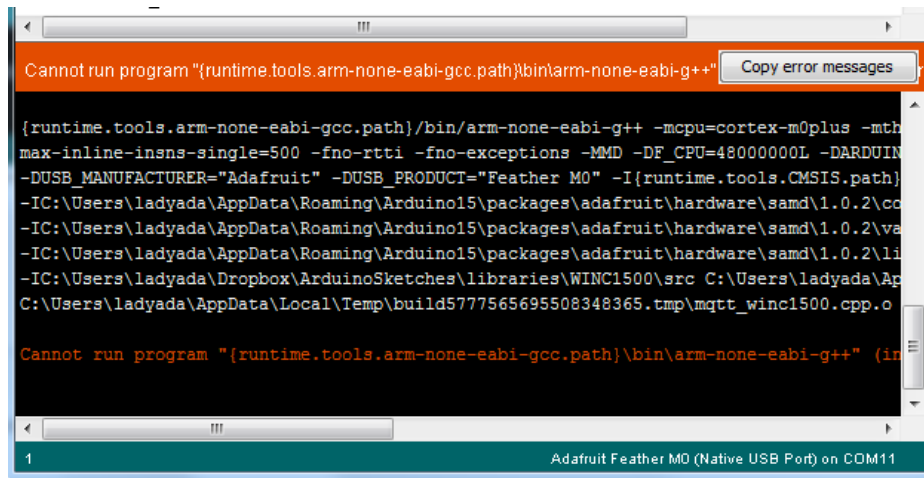 Cannot run program "{runtime.tools.arm-none-eabi-gcc.path}\bin\arm-none-eabi-g++"
Copy error messages
{runtime.tools.arm-none-eabi-gcc.path}/bin/arm-none-eabi-g++ -mcpu=cortex-m0plus -mth
max-inline-insns-single=500 -fno-rtti -fno-exceptions -MMD -DF_CPU=48000000L -DARDUIN
-DUSB_MANUFACTURER="Adafruit" -DUSB_PRODUCT="Feather M0" -I{runtime.tools.CMSIS.path}
-IC:\Users\ladyada\AppData\Roaming\Arduino15\packages\adafruit\hardware\samd\1.0.2\co
-IC:\Users\ladyada\AppData\Roaming\Arduino15\packages\adafruit\hardware\samd\1.0.2\va
-IC:\Users\ladyada\AppData\Roaming\Arduino15\packages\adafruit\hardware\samd\1.0.2\li
-IC:\Users\ladyada\Dropbox\ArduinoSketches\libraries\WINC1500\src C:\Users\ladyada\Ap
C:\Users\ladyada\AppData\Local\Temp\build5777565695508348365.tmp\mqtt_winc1500.cpp.o
Cannot run program "{runtime.tools.arm-none-eabi-gcc.path}\bin\arm-none-eabi-g++" (in
1
Adafruit Feather M0 (Native USB Port) on COM11